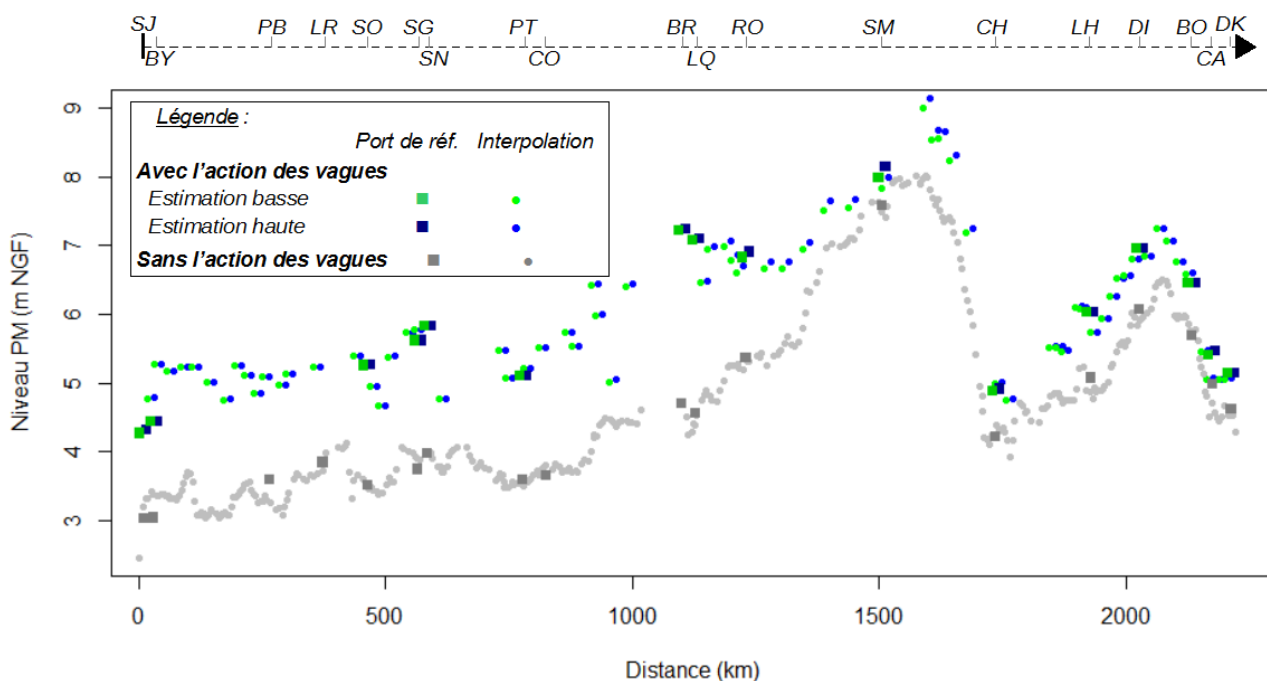 SJ PB LR SO SG PT BR RO SM CH LH DI BO DK
BY SN CO LQ CA
Légende :
Port de réf. Interpolation
Avec l'action des vagues
Estimation basse
Estimation haute
Sans l'action des vagues
Niveau PM (m NGF)
9
8
7
6
5
4
3
0 500 1000 1500 2000
Distance (km)